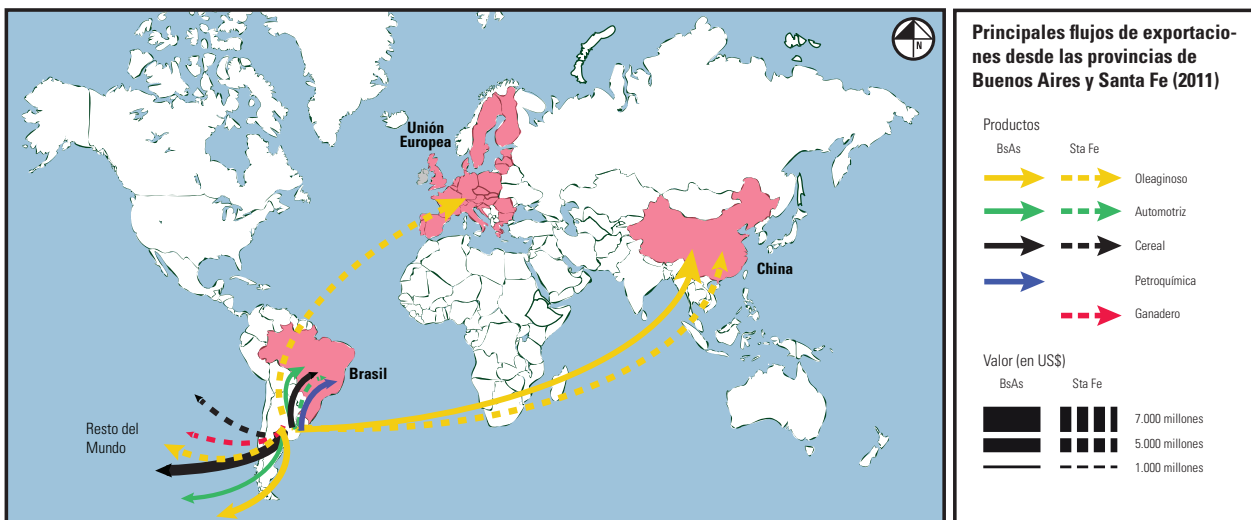 N
Unión
Europea
China
Brasil
Resto del
Mundo
Principales flujos de exportacio-
nes desde las provincias de
Buenos Aires y Santa Fe (2011)
Productos
BsAs Sta Fe
Oleaginoso
Automotriz
Cereal
Petroquímica
Ganadero
Valor (en US$)
BsAs Sta Fe
7.000 millones
5.000 millones
1.000 millones